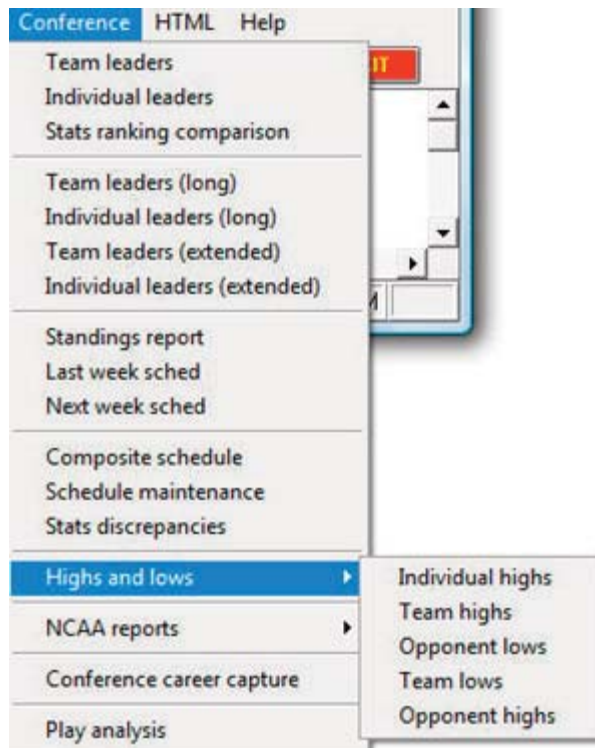 Conference HTML Help
Team leaders
Individual leaders
Stats ranking comparison
Team leaders (long)
Individual leaders (long)
Team leaders (extended)
Individual leaders (extended)
Standings report
Last week sched
Next week sched
Composite schedule
Schedule maintenance
Stats discrepancies
Highs and lows
Individual highs
Team highs
Opponent lows
Team lows
Opponent highs
NCAA reports
Conference career capture
Play analysis